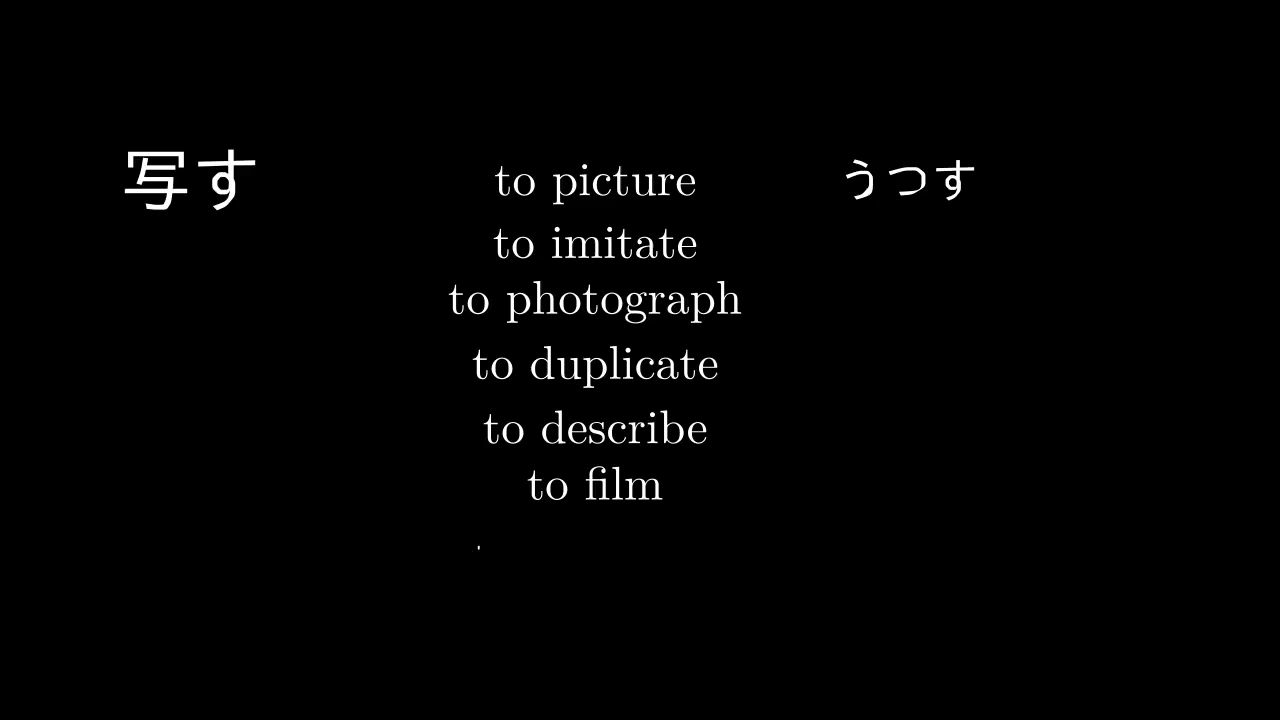 写す to picture うつす
to imitate
to photograph
to duplicate
to describe
to film